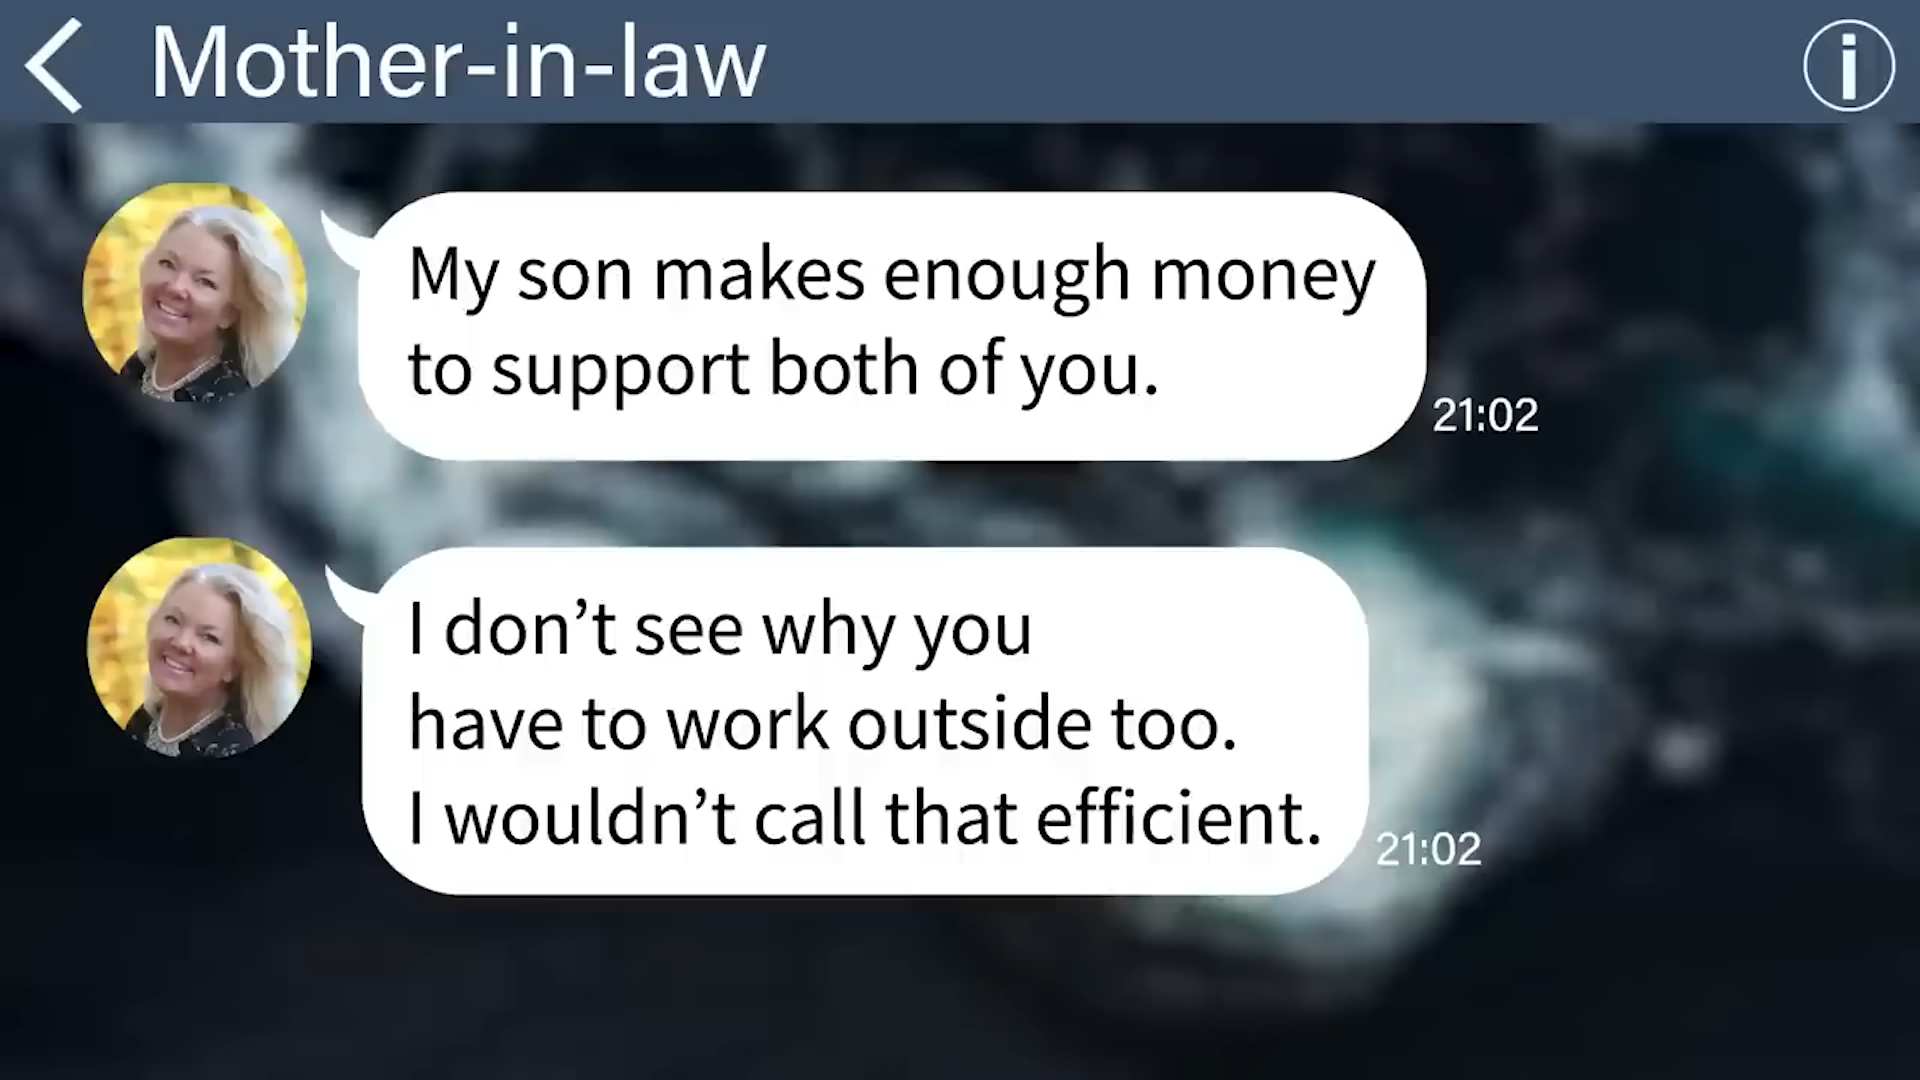 Mother-in-law
My son makes enough money
to support both of you.
21:02
I don’t see why you
have to work outside too.
I wouldn’t call that efficient.
21:02